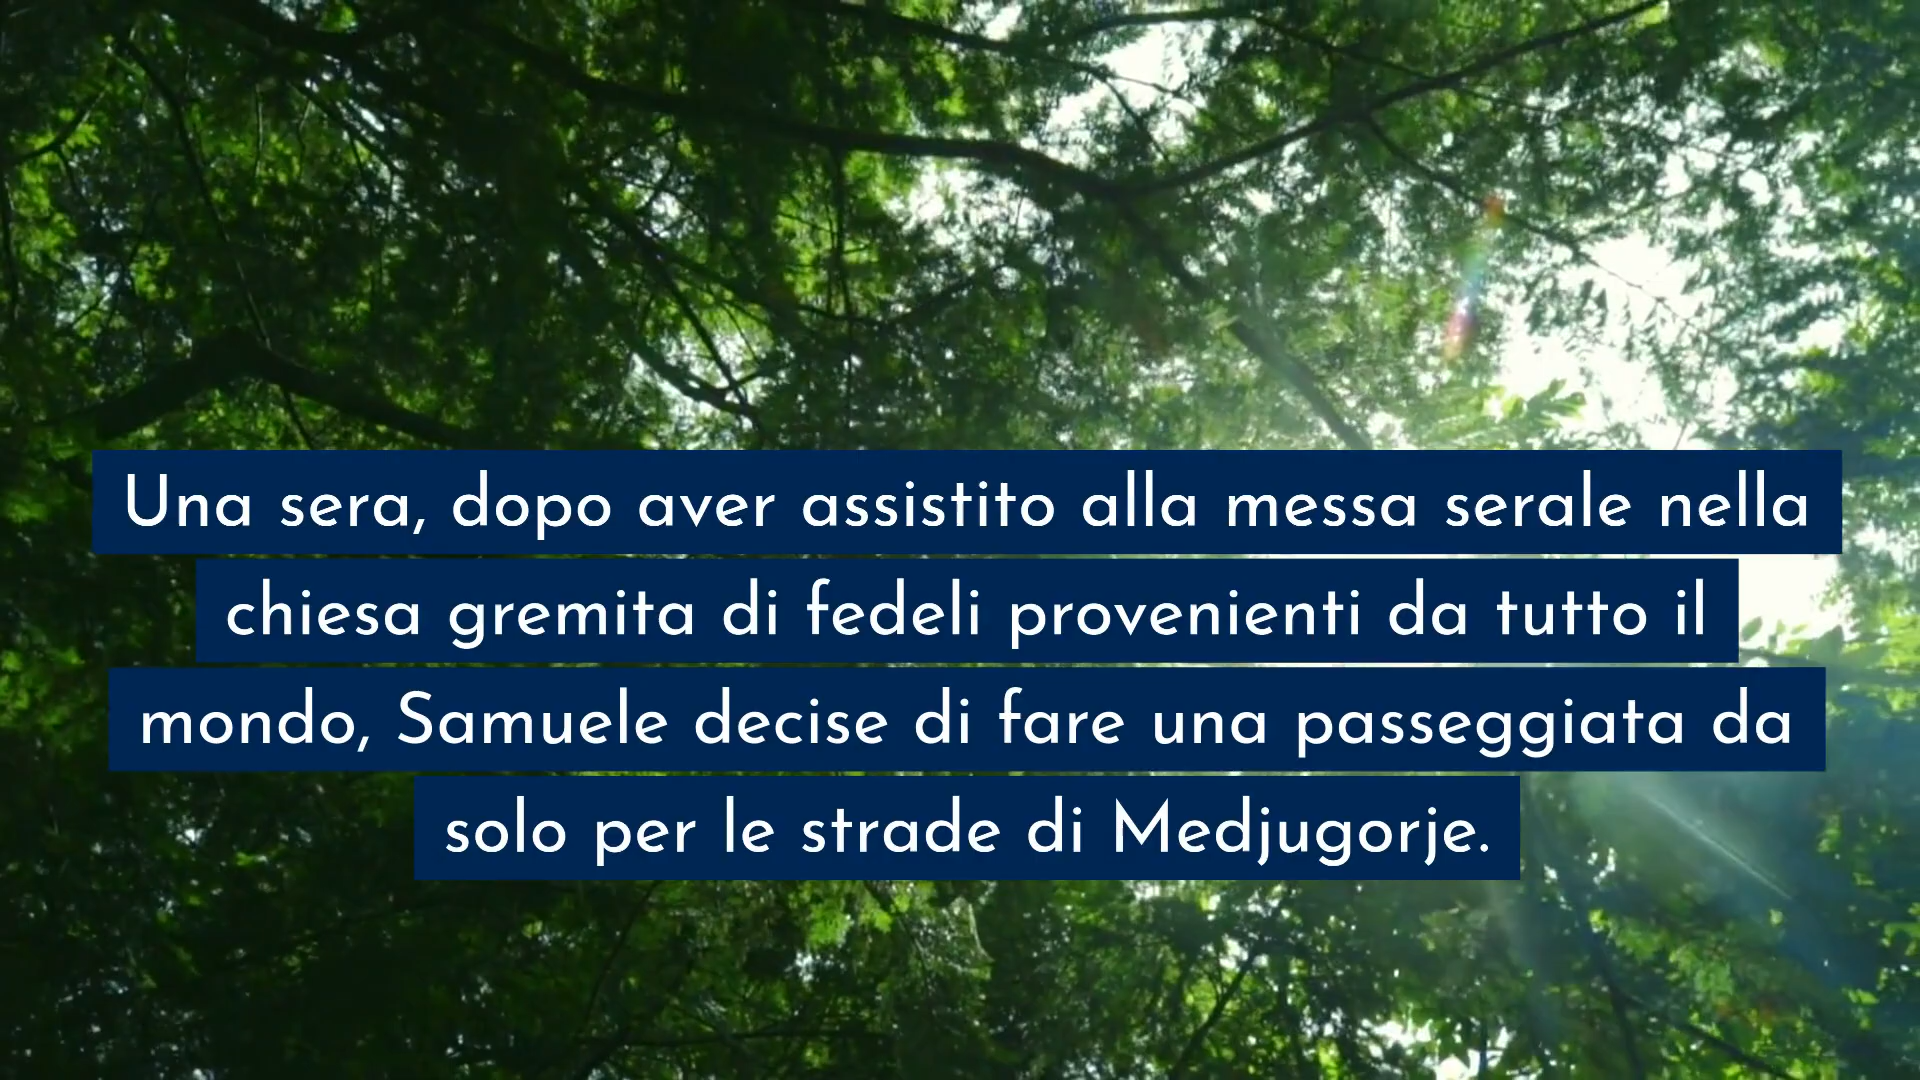 Una sera, dopo aver assistito alla messa serale nella
chiesa gremita di fedeli provenienti da tutto il
mondo, Samuele decise di fare una passeggiata da
solo per le strade di Medjugorje.